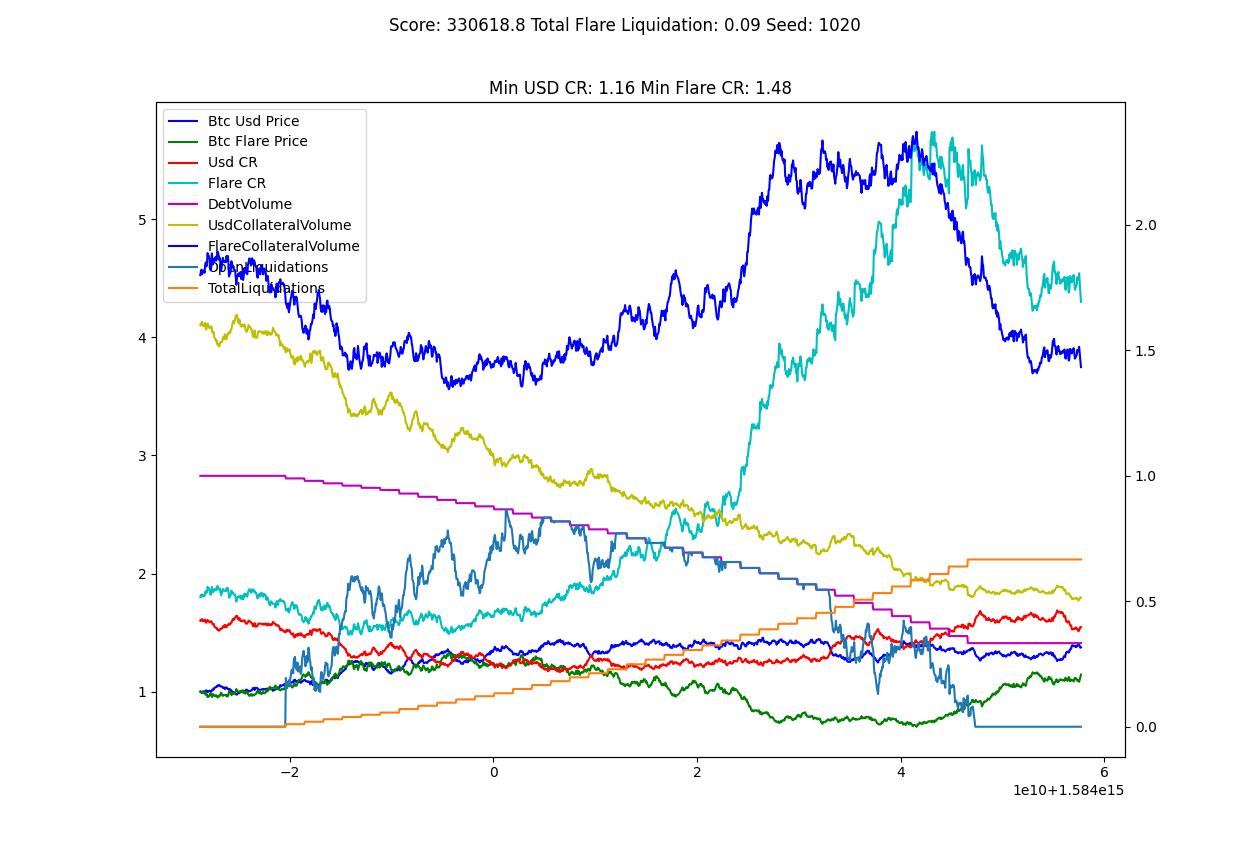 Score: 330618.8 Total Flare Liquidation: 0.09 Seed: 1020
Min USD CR: 1.16 Min Flare CR: 1.48
Btc Usd Price
Btc Flare Price
Usd CR
Flare CR
DebtVolume
UsdCollateralVolume
FlareCollateralVolume
OpenLiquidations
TotalLiquidations
5
4
3
2
1
2.0
1.5
1.0
0.5
0.0
−2
0
2
4
6
1e10+1.584e15